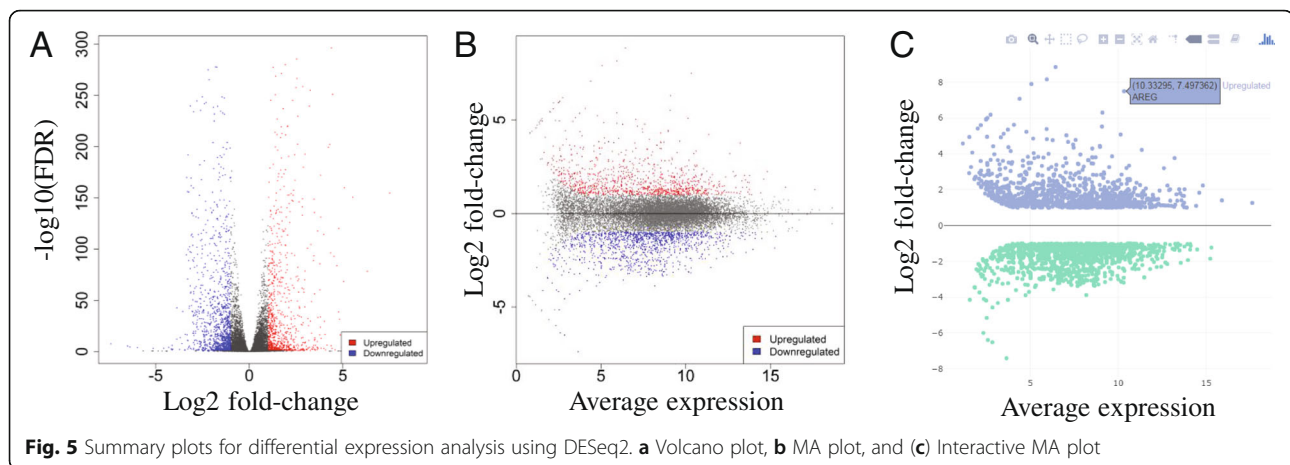 A
-log10(FDR)
300
250
200
150
100
50
0
-5
0
5
Upregulated
Downregulated
Log2 fold-change
B
Log2 fold-change
5
0
-5
0
5
10
15
Upregulated
Downregulated
Average expression
C
Log2 fold-change
8
6
4
2
0
−2
−4
−6
−8
5
10
15
(10.33295, 7.497362)
AREG
Upregulated
Average expression
Fig. 5 Summary plots for differential expression analysis using DESeq2. a Volcano plot, b MA plot, and (c) Interactive MA plot